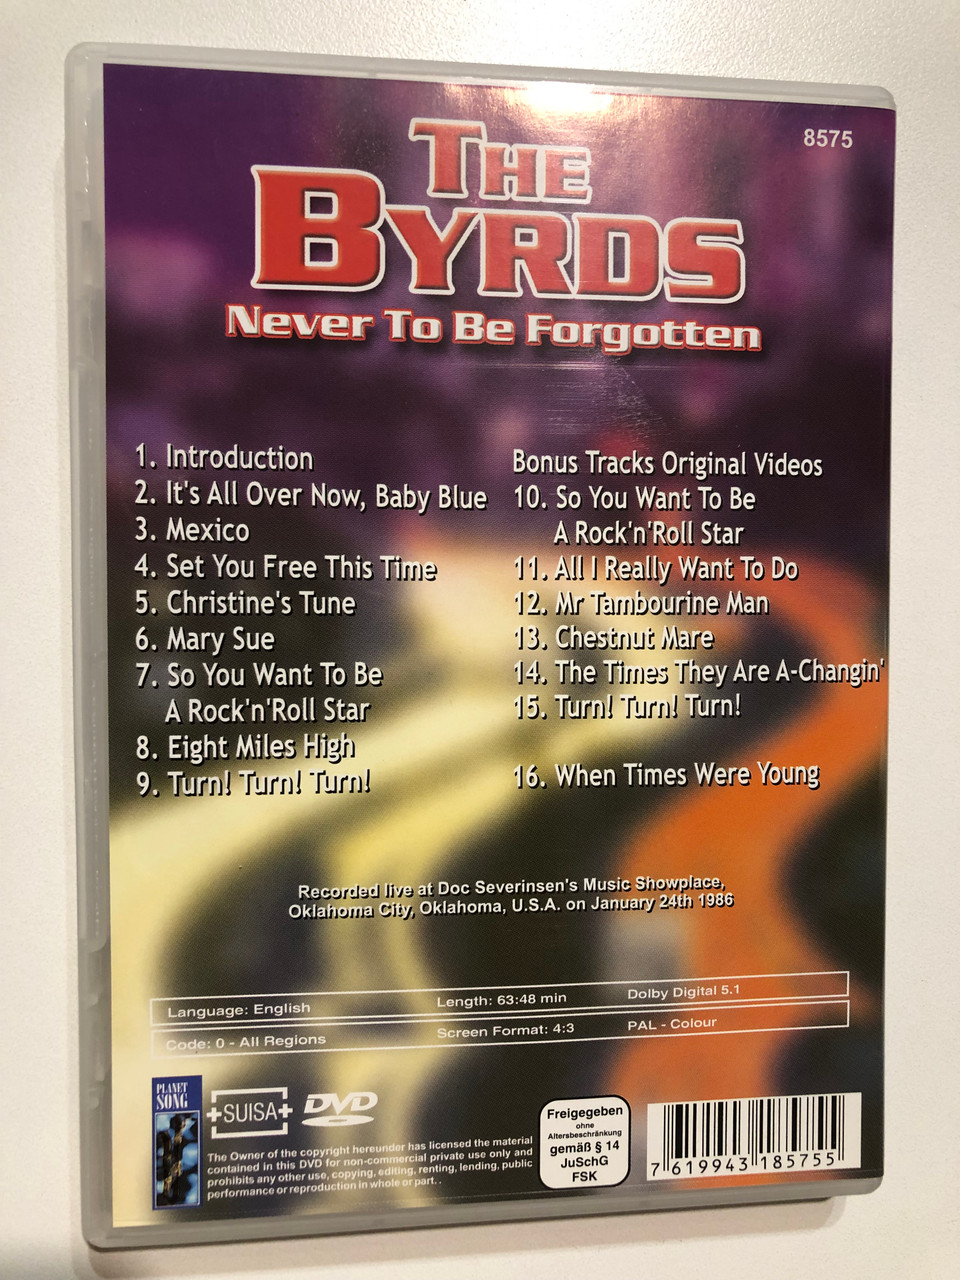 8575
THE
BYRDS
Never To Be Forgotten
1. Introduction
2. It's All Over Now, Baby Blue
3. Mexico
4. Set You Free This Time
5. Christine's Tune
6. Mary Sue
7. So You Want To Be
A Rock'n'Roll Star
8. Eight Miles High
9. Turn! Turn! Turn!
Bonus Tracks Original Videos
10. So You Want To Be
A Rock'n'Roll Star
11. All I Really Want To Do
12. Mr Tambourine Man
13. Chestnut Mare
14. The Times They Are A-Changin'
15. Turn! Turn! Turn!
16. When Times Were Young
Recorded live at Doc Severinsen's Music Showplace,
Oklahoma City, Oklahoma, U.S.A. on January 24th 1986
Language: English Length: 63:48 min Dolby Digital 5.1
Code: 0 - All Regions Screen Format: 4:3 PAL - Colour
PLANET
SONG
SUISA
DVD
The Owner of the copyright hereunder has licensed the material
contained in this DVD for non-commercial private use only and
prohibits any other use, copying, editing, renting, lending, public
performance or reproduction in whole or part. .
Freigegeben
ohne
Altersbeschränkung
gemäß § 14
JuSchG
FSK
7 619943 185755